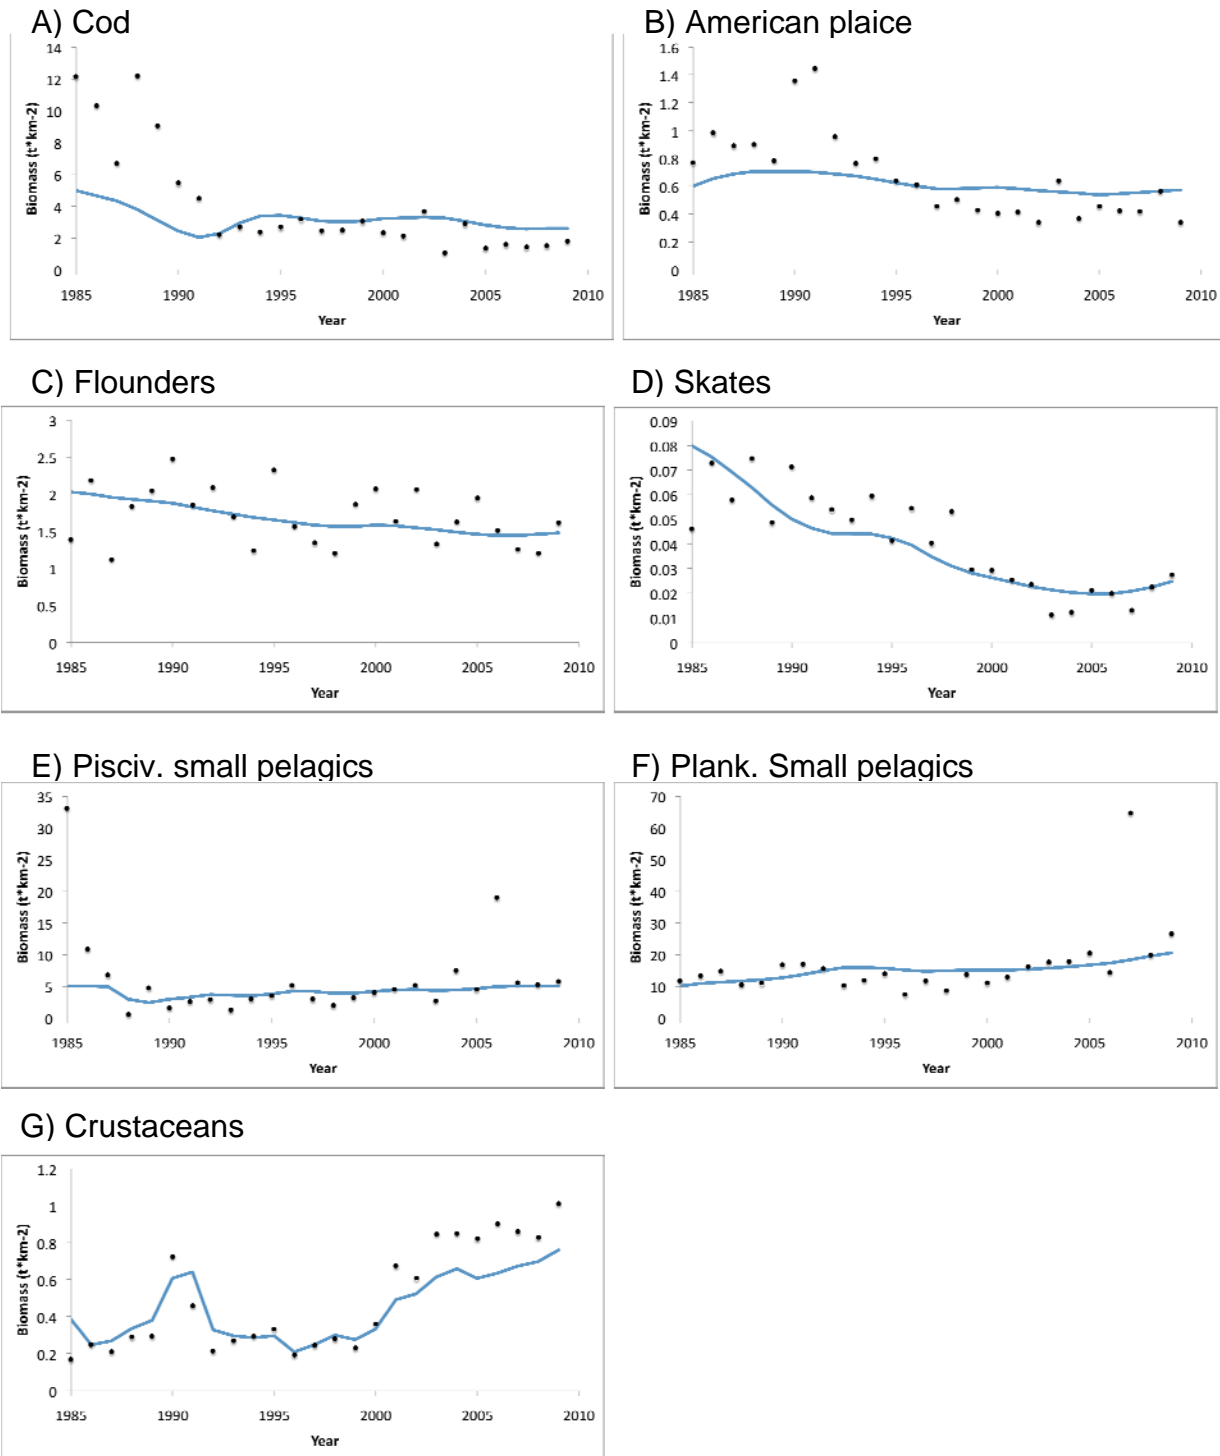 A) Cod
Biomass (t*km-2)
14
12
10
8
6
4
2
0
1985 1990 1995 2000 2005 2010
Year
B) American plaice
Biomass (t*km-2)
1.6
1.4
1.2
1
0.8
0.6
0.4
0.2
0
1985 1990 1995 2000 2005 2010
Year
C) Flounders
Biomass (t*km-2)
3
2.5
2
1.5
1
0.5
0
1985 1990 1995 2000 2005 2010
Year
D) Skates
Biomass (t*km-2)
0.09
0.08
0.07
0.06
0.05
0.04
0.03
0.02
0.01
0
1985 1990 1995 2000 2005 2010
Year
E) Pisciv. small pelagics
Biomass (t*km-2)
35
30
25
20
15
10
5
0
1985 1990 1995 2000 2005 2010
Year
F) Plank. Small pelagics
Biomass (t*km-2)
70
60
50
40
30
20
10
0
1985 1990 1995 2000 2005 2010
Year
G) Crustaceans
Biomass (t*km-2)
1.2
1
0.8
0.6
0.4
0.2
0
1985 1990 1995 2000 2005 2010
Year